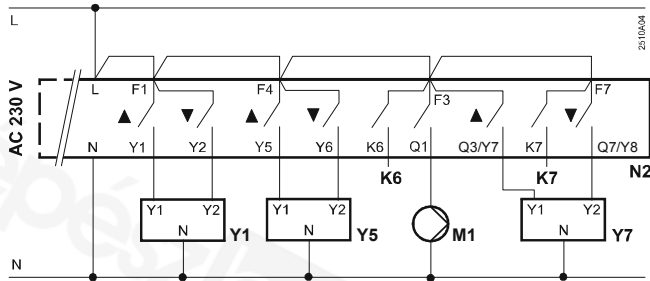 L
2510A04
AC 230 V
L F1 F4 F3 F7
N Y1 Y2 Y5 Y6 K6 Q1 Q3/Y7 K7 Q7/Y8
K6 K7 N2
Y1 Y2 N Y1
Y1 Y2 N Y5
M1
Y1 Y2 N Y7
N